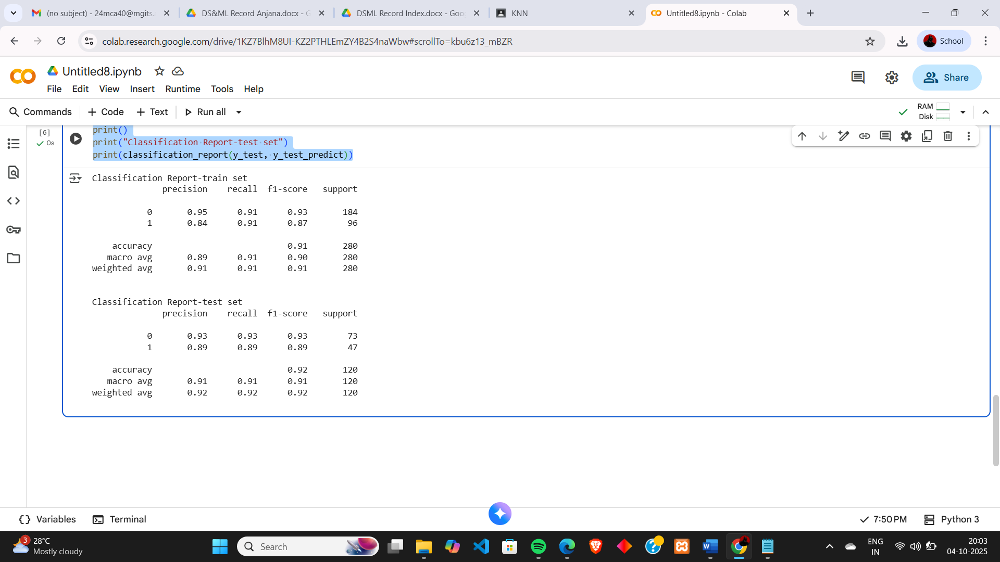 (no subject) - 24mca40@mgits.
DS&ML Record Anjana.docx - G
DSML Record Index.docx - Goo
KNN
Untitled8.ipynb - Colab
colab.research.google.com/drive/1KZ7BlhM8UI-KZ2PTHLEmZY4B2S4naWbw#scrollTo=kbu6z13_mBZR
School
Untitled8.ipynb
File Edit View Insert Runtime Tools Help
Share
Commands + Code + Text Run all
RAM
Disk
[6]
0s
print()
print("Classification Report-test set")
print(classification_report(y_test, y_test_predict))
Classification Report-train set
precision recall f1-score support
0 0.95 0.91 0.93 184
1 0.84 0.91 0.87 96
accuracy 0.91 280
macro avg 0.89 0.91 0.90 280
weighted avg 0.91 0.91 0.91 280
Classification Report-test set
precision recall f1-score support
0 0.93 0.93 0.93 73
1 0.89 0.89 0.89 47
accuracy 0.92 120
macro avg 0.91 0.91 0.91 120
weighted avg 0.92 0.92 0.92 120
Variables Terminal
7:50 PM Python 3
3
28°C
Mostly cloudy
Search
ENG
IN
20:03
04-10-2025